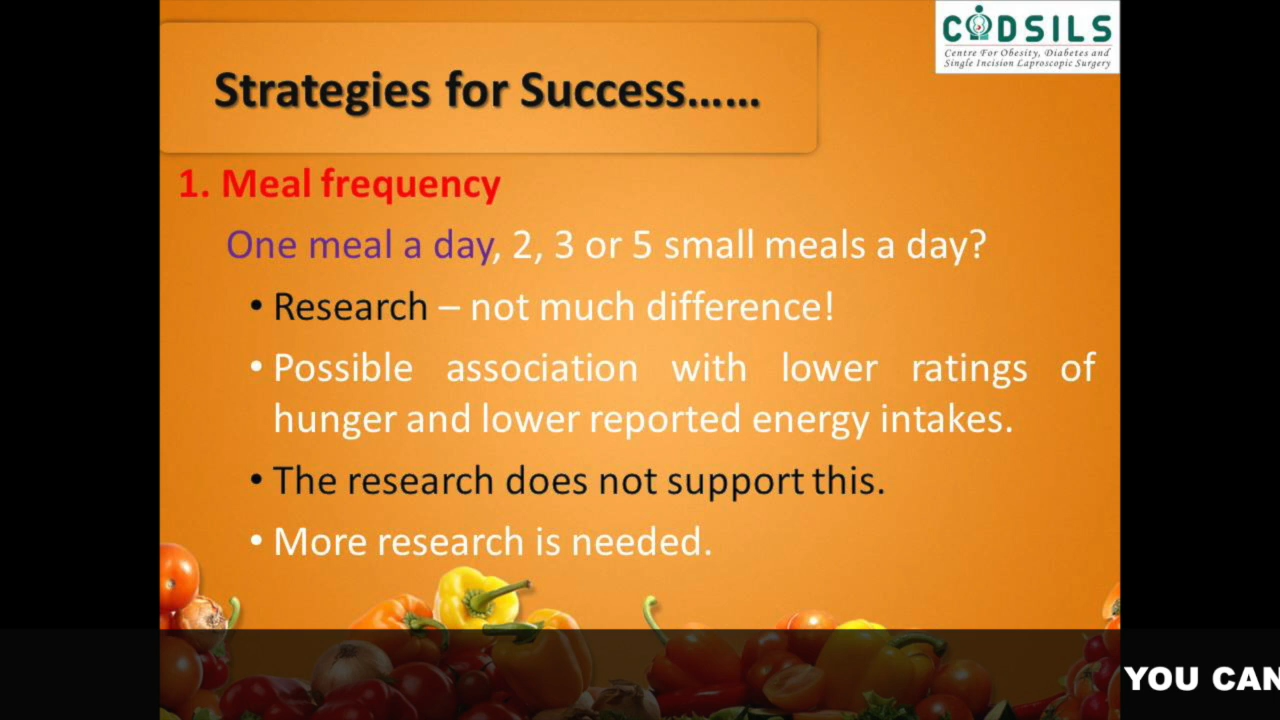 CODSILS
Centre For Obesity, Diabetes and
Single Incision Laproscopic Surgery
Strategies for Success......
1. Meal frequency
One meal a day, 2, 3 or 5 small meals a day?
• Research – not much difference!
• Possible association with lower ratings of
hunger and lower reported energy intakes.
• The research does not support this.
• More research is needed.
YOU CAN